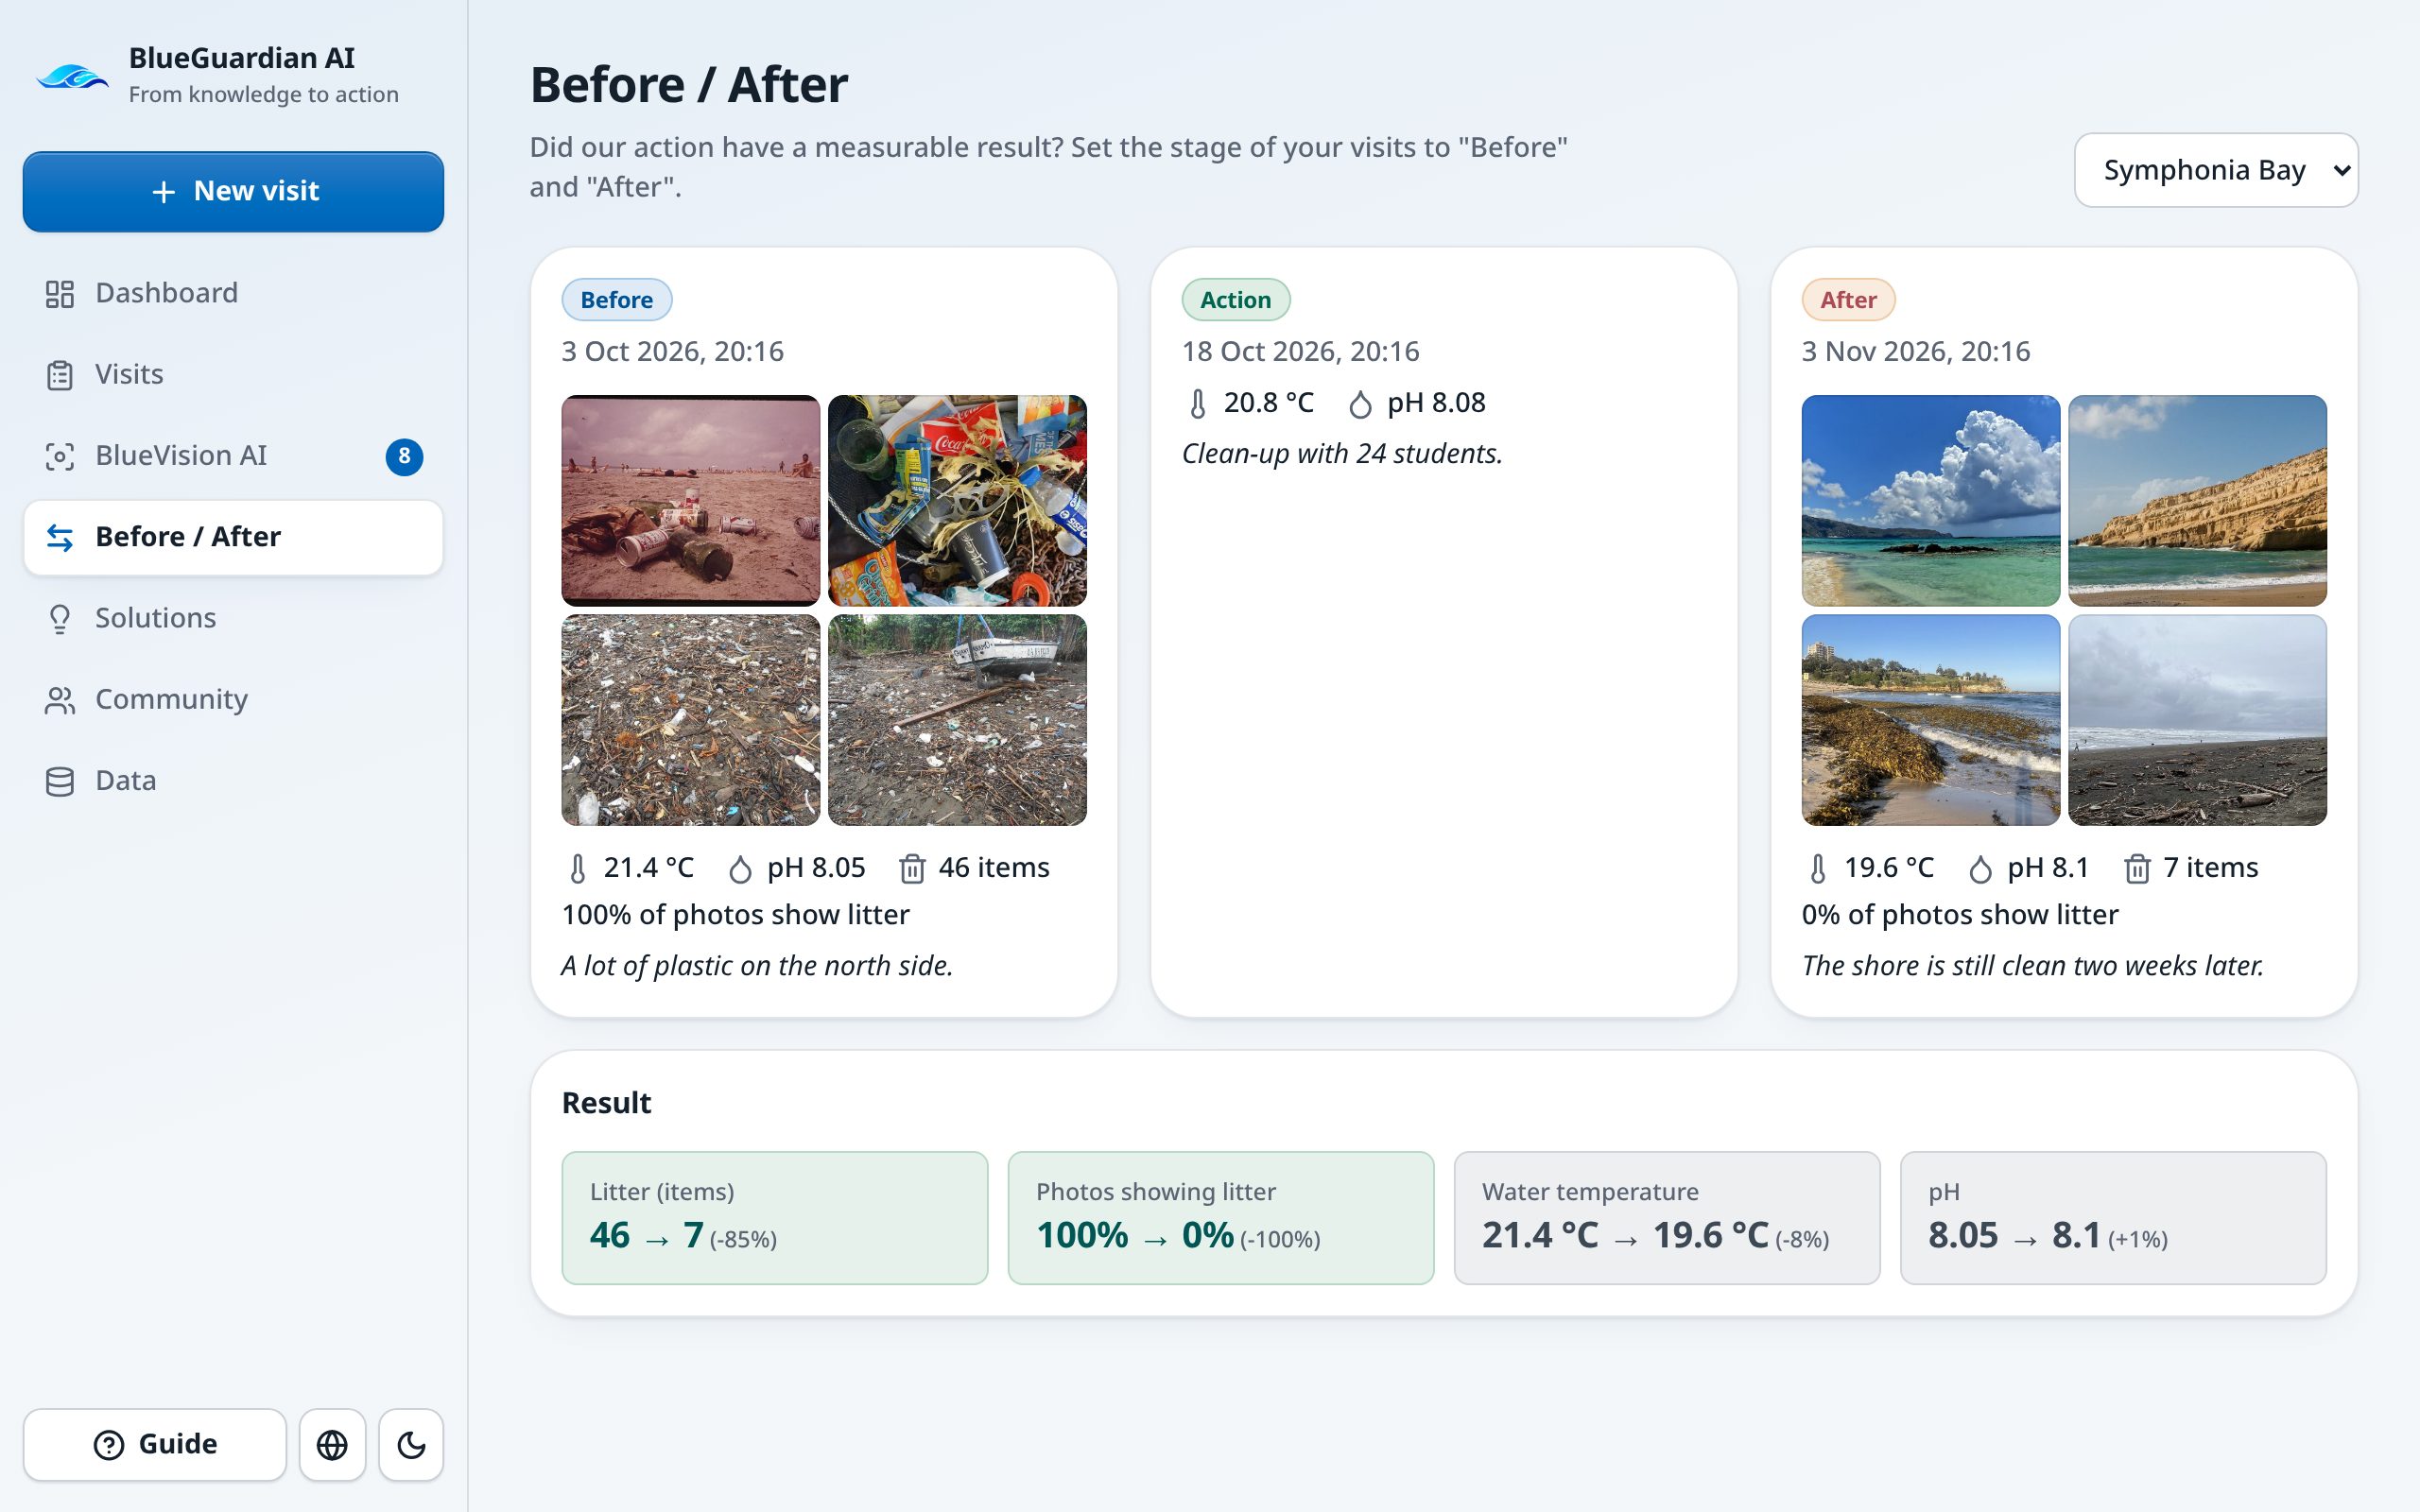 BlueGuardian AI
From knowledge to action
New visit
Dashboard
Visits
BlueVision AI
8
Before / After
Solutions
Community
Data
Guide
Before / After
Did our action have a measurable result? Set the stage of your visits to "Before"
and "After".
Symphonia Bay
Before
3 Oct 2026, 20:16
Coca-Cola
21.4 °C
pH 8.05
46 items
100% of photos show litter
A lot of plastic on the north side.
Action
18 Oct 2026, 20:16
20.8 °C
pH 8.08
Clean-up with 24 students.
After
3 Nov 2026, 20:16
19.6 °C
pH 8.1
7 items
0% of photos show litter
The shore is still clean two weeks later.
Result
Litter (items)
46 → 7 (-85%)
Photos showing litter
100% → 0% (-100%)
Water temperature
21.4 °C → 19.6 °C (-8%)
pH
8.05 → 8.1 (+1%)